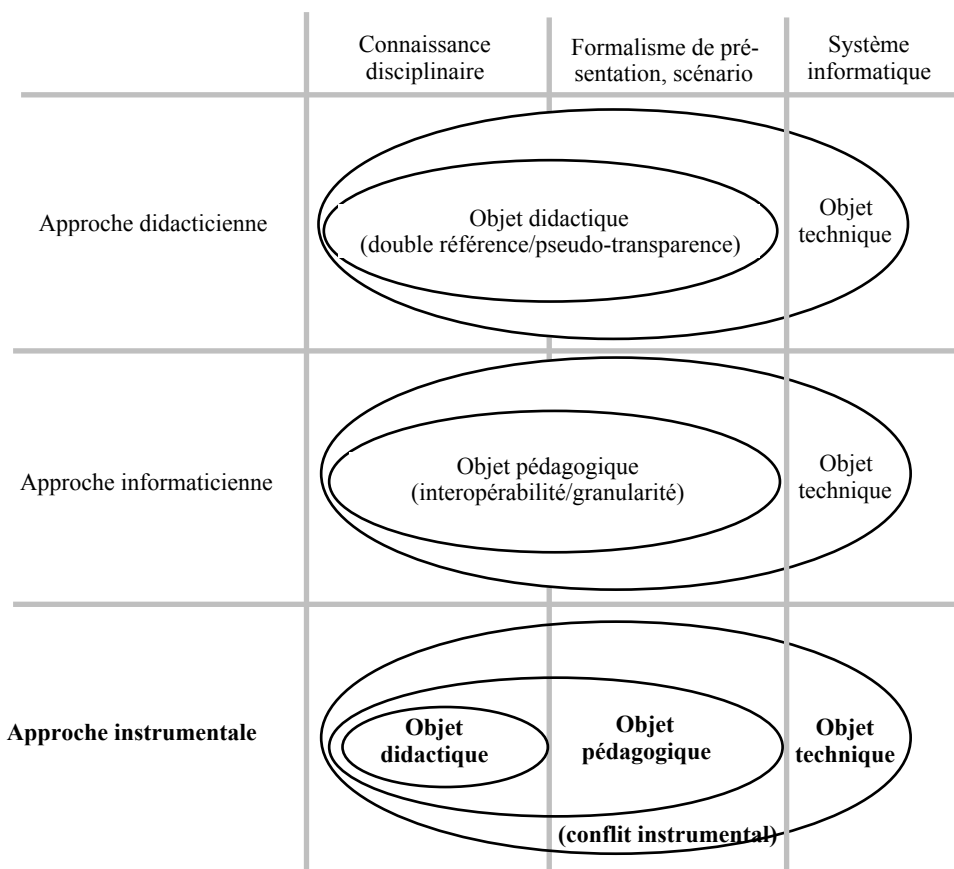 Connaissance
disciplinaire
Formalisme de pré-
sentation, scénario
Système
informatique
Approche didacticienne
Objet didactique
(double référence/pseudo-transparence)
Objet
technique
Approche informaticienne
Objet pédagogique
(interopérabilité/granularité)
Objet
technique
Approche instrumentale
Objet
didactique
Objet
pédagogique
Objet
technique
(conflit instrumental)